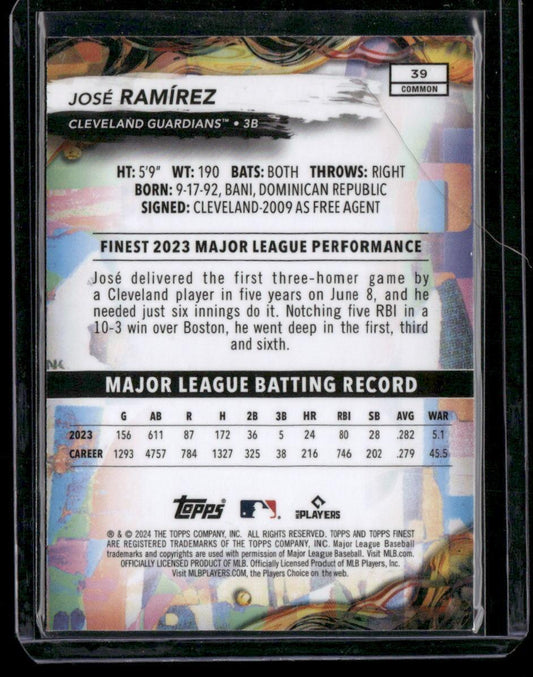 39
COMMON
JOSÉ RAMÍREZ
CLEVELAND GUARDIANS™ • 3B
HT: 5'9" WT: 190 BATS: BOTH THROWS: RIGHT
BORN: 9-17-92, BANI, DOMINICAN REPUBLIC
SIGNED: CLEVELAND-2009 AS FREE AGENT
FINEST 2023 MAJOR LEAGUE PERFORMANCE
José delivered the first three-homer game by
a Cleveland player in five years on June 8, and he
needed just six innings do it. Notching five RBI in a
10-3 win over Boston, he went deep in the first, third
and sixth.
NK
MAJOR LEAGUE BATTING RECORD
G AB R H 2B 3B HR RBI SB AVG WAR
2023 156 611 87 172 36 5 24 80 28 .282 5.1
CAREER 1293 4757 784 1327 325 38 216 746 202 .279 45.5
Topps PLAYERS
® & © 2024 THE TOPPS COMPANY, INC. ALL RIGHTS RESERVED. TOPPS AND TOPPS FINEST
ARE REGISTERED TRADEMARKS OF THE TOPPS COMPANY, INC. Major League Baseball
trademarks and copyrights are used with permission of Major League Baseball. Visit MLB.com.
OFFICIALLY LICENSED PRODUCT OF MLB. Officially Licensed Product of MLB Players, Inc.
Visit MLBPLAYERS.COM, the Players Choice on the web.